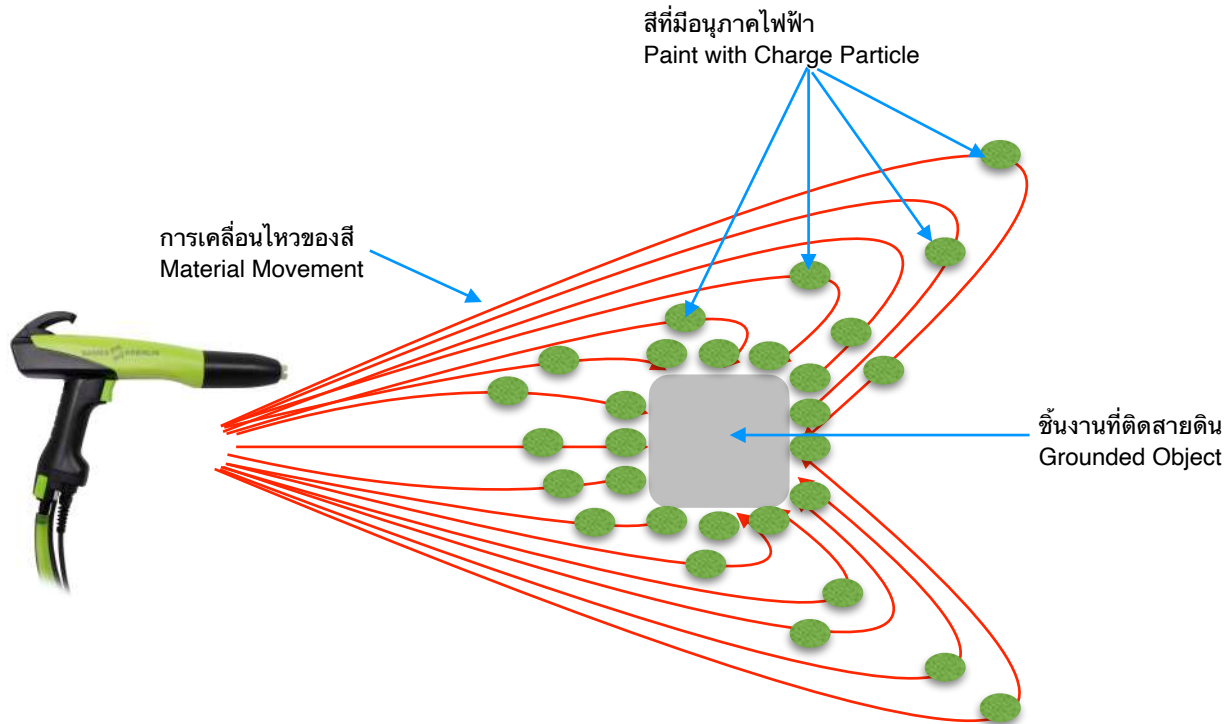 สีที่มีอนุภาคไฟฟ้า
Paint with Charge Particle
การเคลื่อนไหวของสี
Material Movement
ชิ้นงานที่ติดสายดิน
Grounded Object